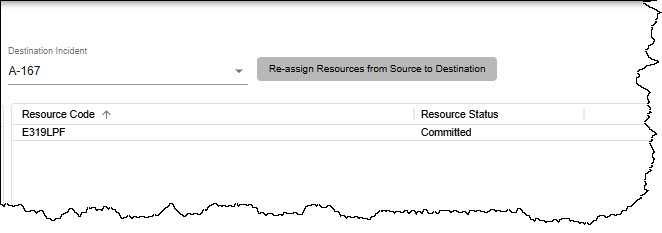 Destination Incident
A-167
Re-assign Resources from Source to Destination
Resource Code
Resource Status
E319LPF
Committed